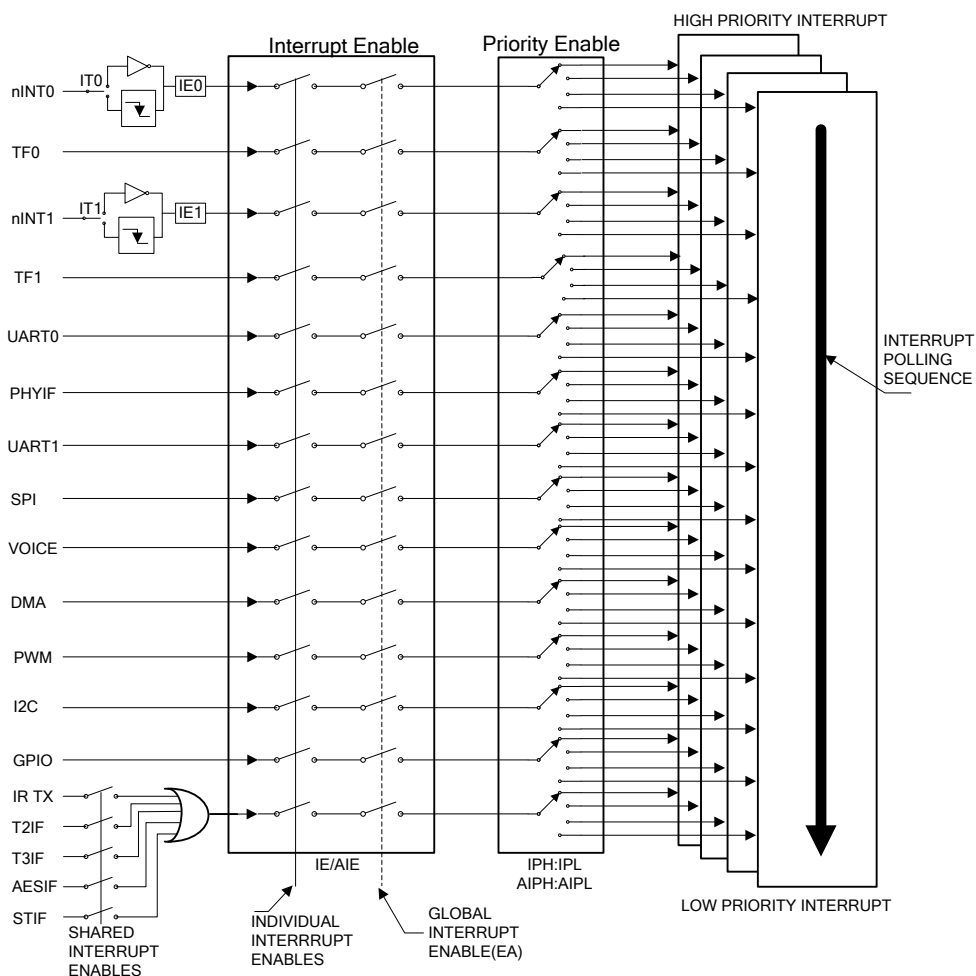 HIGH PRIORITY INTERRUPT
Interrupt Enable
Priority Enable
nINT0
IT0
IE0
TF0
nINT1
IT1
IE1
TF1
UART0
PHYIF
UART1
SPI
VOICE
DMA
PWM
I2C
GPIO
IR TX
T2IF
T3IF
AESIF
STIF
SHARED
INTERRUPT
ENABLES
IE/AIE
INDIVIDUAL
INTERRRUPT
ENABLES
GLOBAL
INTERRUPT
ENABLE(EA)
IPH:IPL
AIPH:AIPL
INTERRUPT
POLLING
SEQUENCE
LOW PRIORITY INTERRUPT